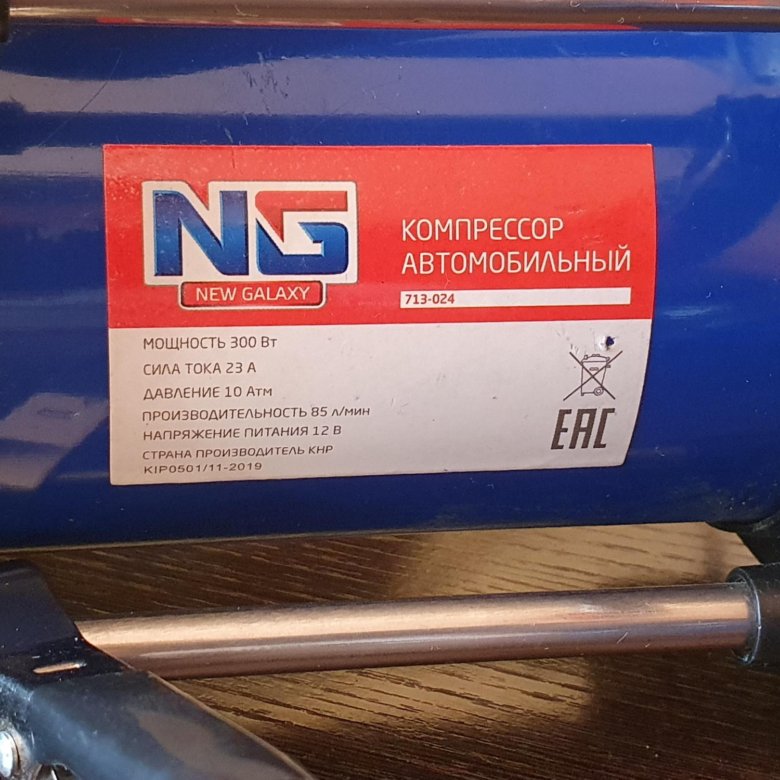 NG
NEW GALAXY
КОМПРЕССОР
АВТОМОБИЛЬНЫЙ
713-024
МОЩНОСТЬ 300 Вт
СИЛА ТОКА 23 А
ДАВЛЕНИЕ 10 Атм
ПРОИЗВОДИТЕЛЬНОСТЬ 85 л/мин
НАПРЯЖЕНИЕ ПИТАНИЯ 12 В
СТРАНА ПРОИЗВОДИТЕЛЬ КНР
KIP0501/11-2019
EAC